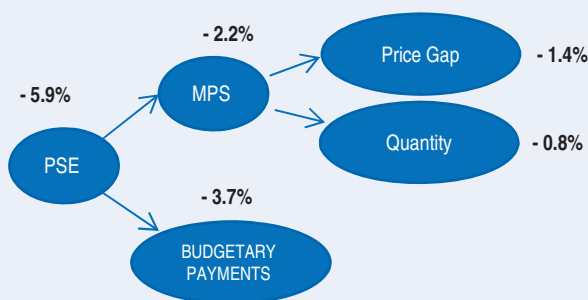 - 2.2%
Price Gap
- 1.4%
- 5.9%
MPS
Quantity
- 0.8%
PSE
- 3.7%
BUDGETARY
PAYMENTS